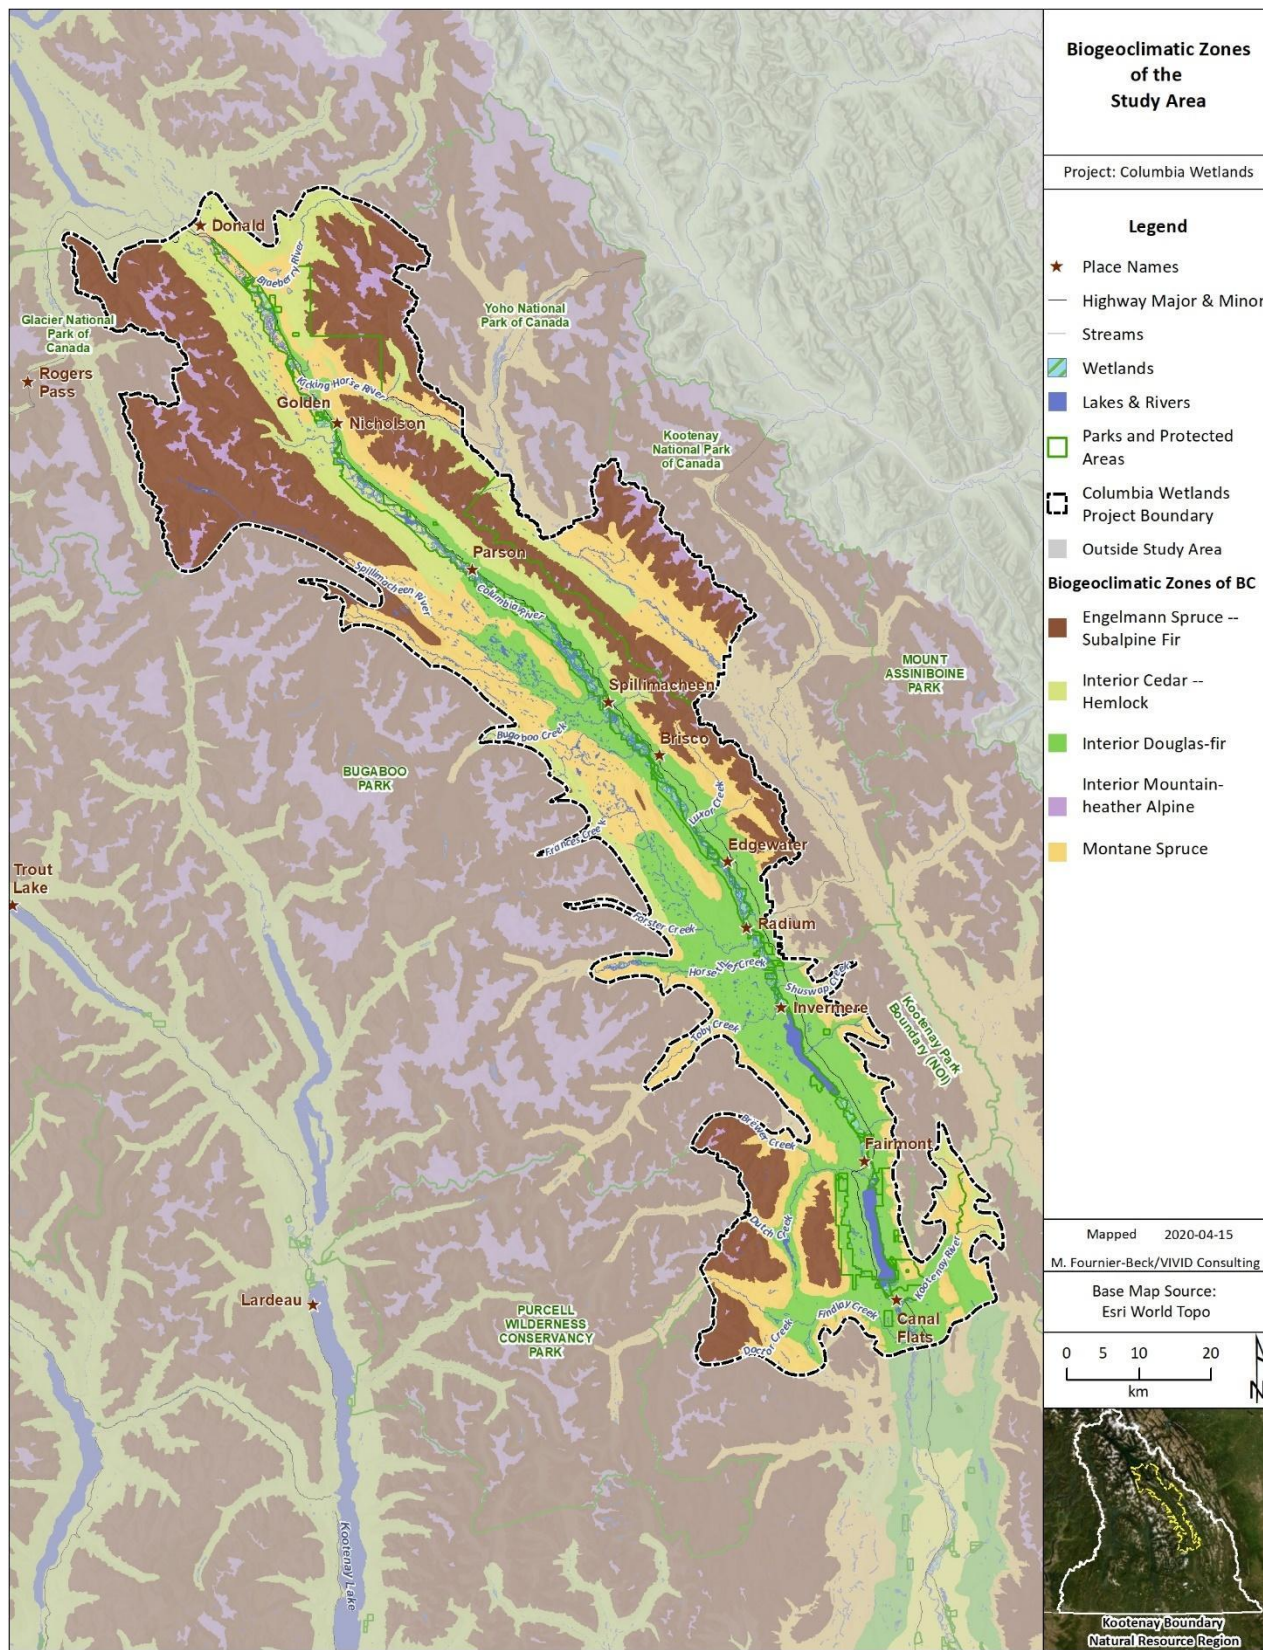 Biogeoclimatic Zones
of the
Study Area
Project: Columbia Wetlands
Legend
Place Names
Highway Major & Minor
Streams
Wetlands
Lakes & Rivers
Parks and Protected
Areas
Columbia Wetlands
Project Boundary
Outside Study Area
Biogeoclimatic Zones of BC
Engelmann Spruce --
Subalpine Fir
Interior Cedar --
Hemlock
Interior Douglas-fir
Interior Mountain-
heather Alpine
Montane Spruce
Mapped 2020-04-15
M. Fournier-Beck/VIVID Consulting
Base Map Source:
Esri World Topo
0 5 10 20
km
N
Kootenay Boundary
Natural Resource Region
Donald
Blaeberry River
Glacier National
Park of
Canada
Yoho National
Park of Canada
Rogers
Pass
Kicking Horse River
Golden
Nicholson
Kootenay
National Park
of Canada
Parson
Spillimacheen River
Columbia River
MOUNT
ASSINIBOINE
PARK
Spillimacheen
Bugaboo Creek
Brisco
BUGABOO
PARK
Luxor Creek
Frances Creek
Edgewater
Trout
Lake
Forster Creek
Radium
Horsethief Creek
Shuswap Creek
Invermere
Kootenay Park
Boundary (NOI)
Toby Creek
Brewer Creek
Fairmont
Dutch Creek
Kootenay River
Lardeau
PURCELL
WILDERNESS
CONSERVANCY
PARK
Findlay Creek
Canal
Flats
Doctor Creek
Kootenay Lake